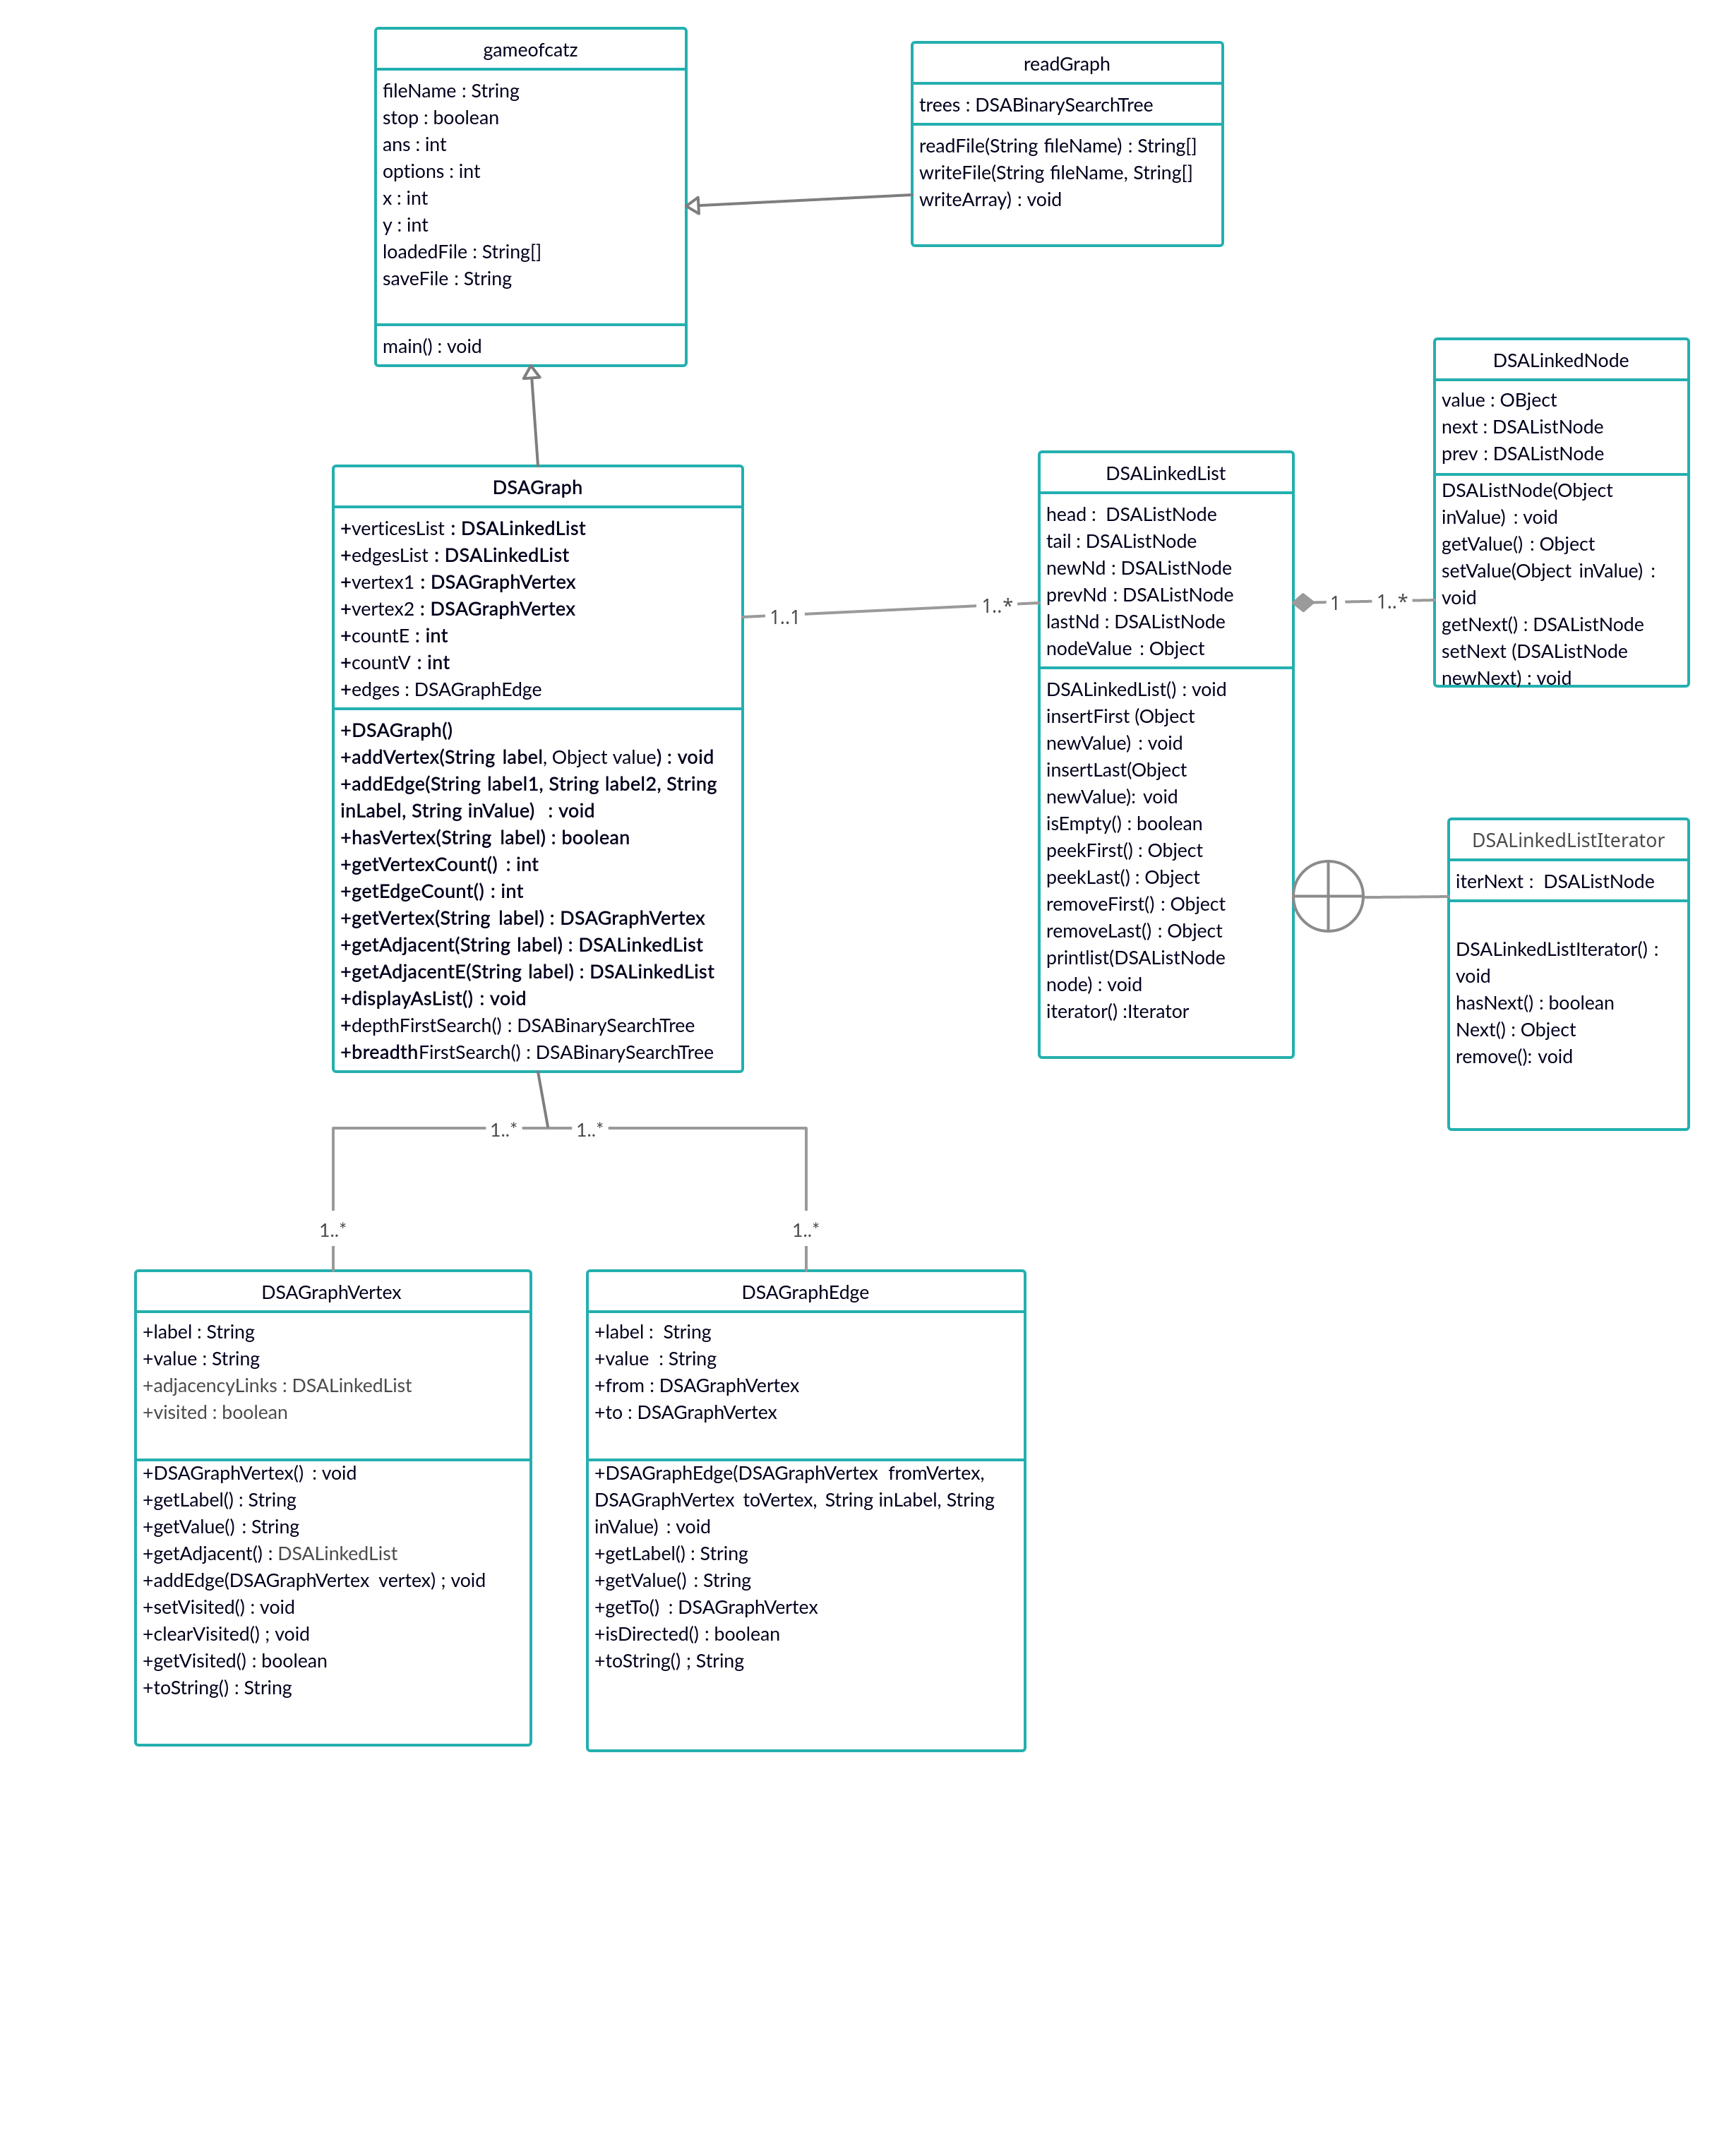 gameofcatz
fileName : String
stop : boolean
ans : int
options : int
x : int
y : int
loadedFile : String[]
saveFile : String
main() : void
readGraph
trees : DSABinarySearchTree
readFile(String fileName) : String[]
writeFile(String fileName, String[]
writeArray) : void
DSAGraph
+verticesList : DSALinkedList
+edgesList : DSALinkedList
+vertex1 : DSAGraphVertex
+vertex2 : DSAGraphVertex
+countE : int
+countV : int
+edges : DSAGraphEdge
+DSAGraph()
+addVertex(String label, Object value) : void
+addEdge(String label1, String label2, String
inLabel, String inValue) : void
+hasVertex(String label) : boolean
+getVertexCount() : int
+getEdgeCount() : int
+getVertex(String label) : DSAGraphVertex
+getAdjacent(String label) : DSALinkedList
+getAdjacentE(String label) : DSALinkedList
+displayAsList() : void
+depthFirstSearch() : DSABinarySearchTree
+breadthFirstSearch() : DSABinarySearchTree
1..1
1..*
DSALinkedList
head : DSAListNode
tail : DSAListNode
newNd : DSAListNode
prevNd : DSAListNode
lastNd : DSAListNode
nodeValue : Object
DSALinkedList() : void
insertFirst (Object
newValue) : void
insertLast(Object
newValue): void
isEmpty() : boolean
peekFirst() : Object
peekLast() : Object
removeFirst() : Object
removeLast() : Object
printlist(DSAListNode
node) : void
iterator() :Iterator
1
1..*
DSALinkedNode
value : OBject
next : DSAListNode
prev : DSAListNode
DSAListNode(Object
inValue) : void
getValue() : Object
setValue(Object inValue) :
void
getNext() : DSAListNode
setNext (DSAListNode
newNext) : void
DSALinkedListIterator
iterNext : DSAListNode
DSALinkedListIterator() :
void
hasNext() : boolean
Next() : Object
remove(): void
1..*
1..*
1..*
1..*
DSAGraphVertex
+label : String
+value : String
+adjacencyLinks : DSALinkedList
+visited : boolean
+DSAGraphVertex() : void
+getLabel() : String
+getValue() : String
+getAdjacent() : DSALinkedList
+addEdge(DSAGraphVertex vertex) ; void
+setVisited() : void
+clearVisited() ; void
+getVisited() : boolean
+toString() : String
DSAGraphEdge
+label : String
+value : String
+from : DSAGraphVertex
+to : DSAGraphVertex
+DSAGraphEdge(DSAGraphVertex fromVertex,
DSAGraphVertex toVertex, String inLabel, String
inValue) : void
+getLabel() : String
+getValue() : String
+getTo() : DSAGraphVertex
+isDirected() : boolean
+toString() ; String